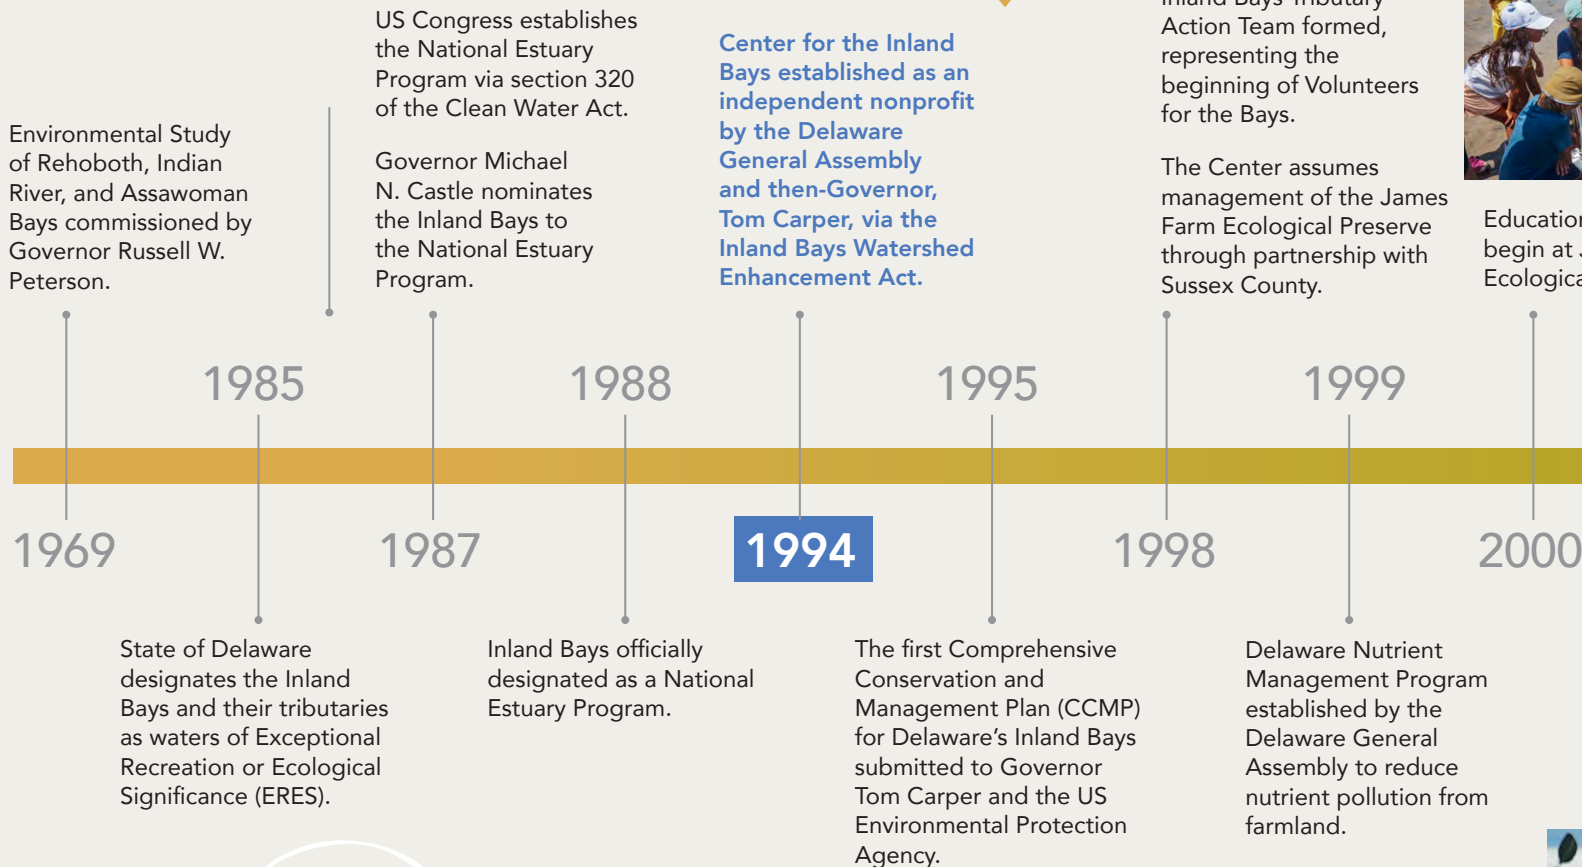 Environmental Study
of Rehoboth, Indian
River, and Assawoman
Bays commissioned by
Governor Russell W.
Peterson.
US Congress establishes
the National Estuary
Program via section 320
of the Clean Water Act.
Governor Michael
N. Castle nominates
the Inland Bays to
the National Estuary
Program.
Center for the Inland
Bays established as an
independent nonprofit
by the Delaware
General Assembly
and then-Governor,
Tom Carper, via the
Inland Bays Watershed
Enhancement Act.
Inland Bays Tributary
Action Team formed,
representing the
beginning of Volunteers
for the Bays.
The Center assumes
management of the James
Farm Ecological Preserve
through partnership with
Sussex County.
Education
begin at J
Ecologica
1985
1988
1995
1999
1969
1987
1994
1998
2000
State of Delaware
designates the Inland
Bays and their tributaries
as waters of Exceptional
Recreation or Ecological
Significance (ERES).
Inland Bays officially
designated as a National
Estuary Program.
The first Comprehensive
Conservation and
Management Plan (CCMP)
for Delaware’s Inland Bays
submitted to Governor
Tom Carper and the US
Environmental Protection
Agency.
Delaware Nutrient
Management Program
established by the
Delaware General
Assembly to reduce
nutrient pollution from
farmland.